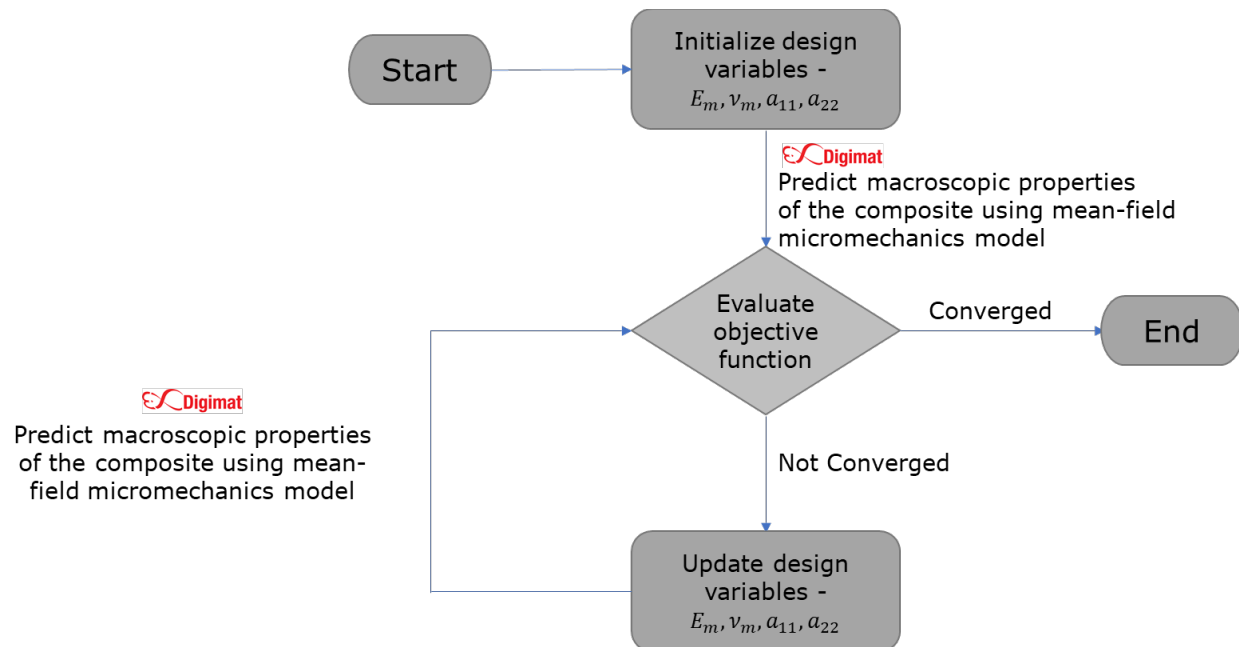 Start
Initialize design
variables -
E_m, ν_m, a_11, a_22
Digimat
Predict macroscopic properties
of the composite using mean-field
micromechanics model
Evaluate
objective
function
Converged
End
Digimat
Predict macroscopic properties
of the composite using mean-
field micromechanics model
Not Converged
Update design
variables -
E_m, ν_m, a_11, a_22